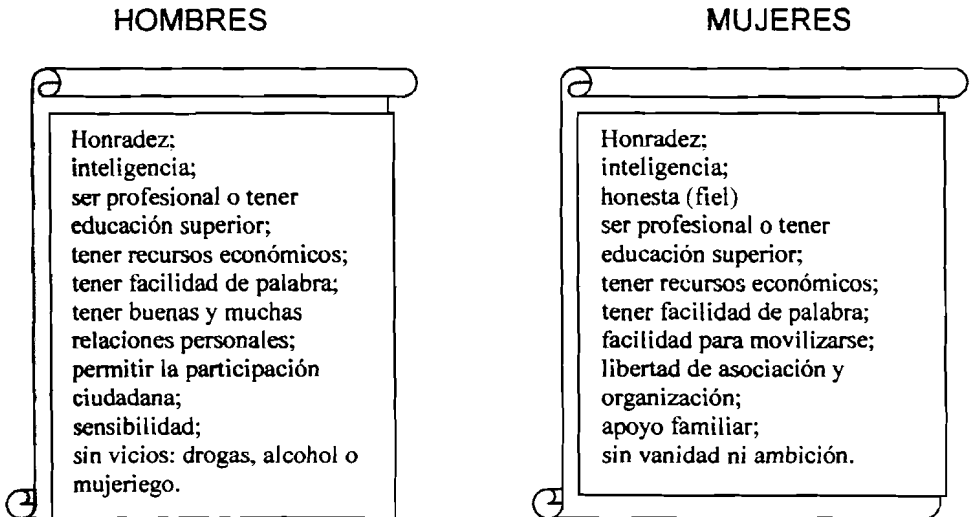 HOMBRES
Honradez;
inteligencia;
ser profesional o tener
educación superior;
tener recursos económicos;
tener facilidad de palabra;
tener buenas y muchas
relaciones personales;
permitir la participación
ciudadana;
sensibilidad;
sin vicios: drogas, alcohol o
mujeriego.
MUJERES
Honradez;
inteligencia;
honesta (fiel)
ser profesional o tener
educación superior;
tener recursos económicos;
tener facilidad de palabra;
facilidad para movilizarse;
libertad de asociación y
organización;
apoyo familiar;
sin vanidad ni ambición.